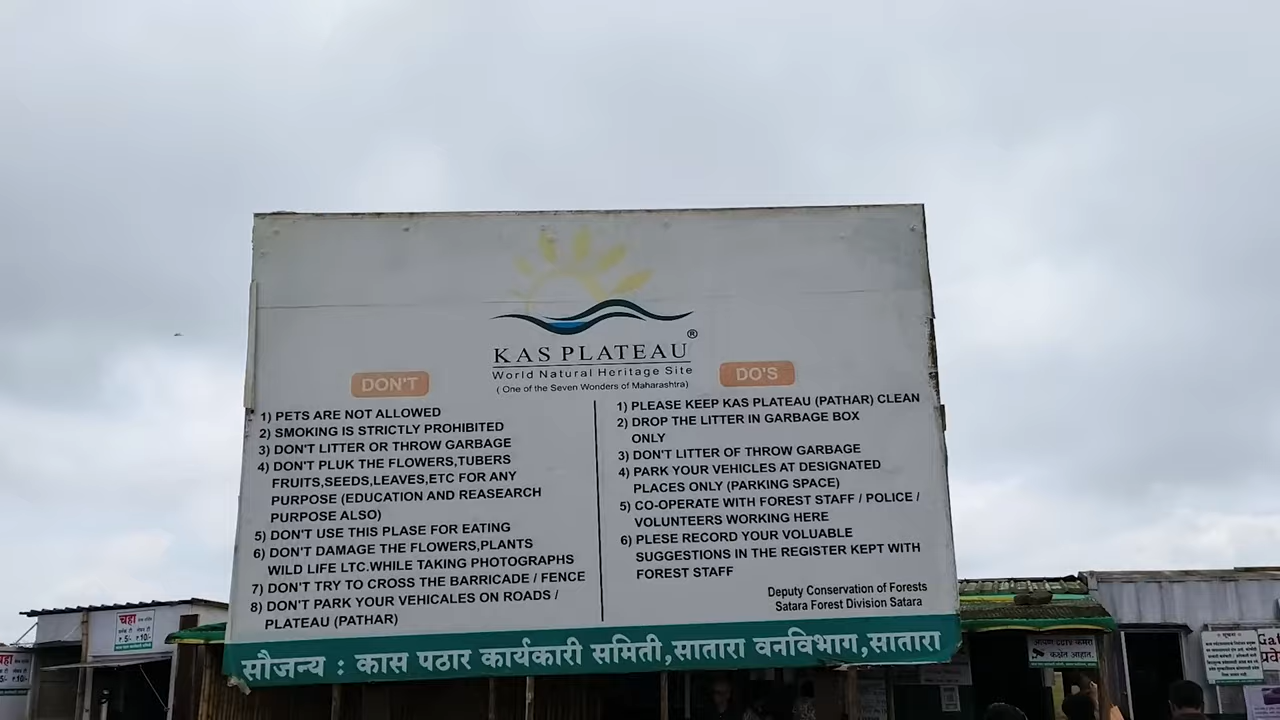 KAS PLATEAU®
World Natural Heritage Site
( One of the Seven Wonders of Maharashtra)
DON'T
1) PETS ARE NOT ALLOWED
2) SMOKING IS STRICTLY PROHIBITED
3) DON'T LITTER OR THROW GARBAGE
4) DON'T PLUK THE FLOWERS,TUBERS
FRUITS,SEEDS,LEAVES,ETC FOR ANY
PURPOSE (EDUCATION AND REASEARCH
PURPOSE ALSO)
5) DON'T USE THIS PLASE FOR EATING
6) DON'T DAMAGE THE FLOWERS,PLANTS
WILD LIFE LTC.WHILE TAKING PHOTOGRAPHS
7) DON'T TRY TO CROSS THE BARRICADE / FENCE
8) DON'T PARK YOUR VEHICALES ON ROADS /
PLATEAU (PATHAR)
DO'S
1) PLEASE KEEP KAS PLATEAU (PATHAR) CLEAN
2) DROP THE LITTER IN GARBAGE BOX
ONLY
3) DON'T LITTER OF THROW GARBAGE
4) PARK YOUR VEHICLES AT DESIGNATED
PLACES ONLY (PARKING SPACE)
5) CO-OPERATE WITH FOREST STAFF / POLICE /
VOLUNTEERS WORKING HERE
6) PLESE RECORD YOUR VOLUABLE
SUGGESTIONS IN THE REGISTER KEPT WITH
FOREST STAFF
Deputy Conservation of Forests
Satara Forest Division Satara
सौजन्य : कास पठार कार्यकारी समिती,सातारा वनविभाग,सातारा
चहा
₹ 5/- ₹ 10/-
आपण cctv कॅमेरा
कक्षेत आहात.
सूचना